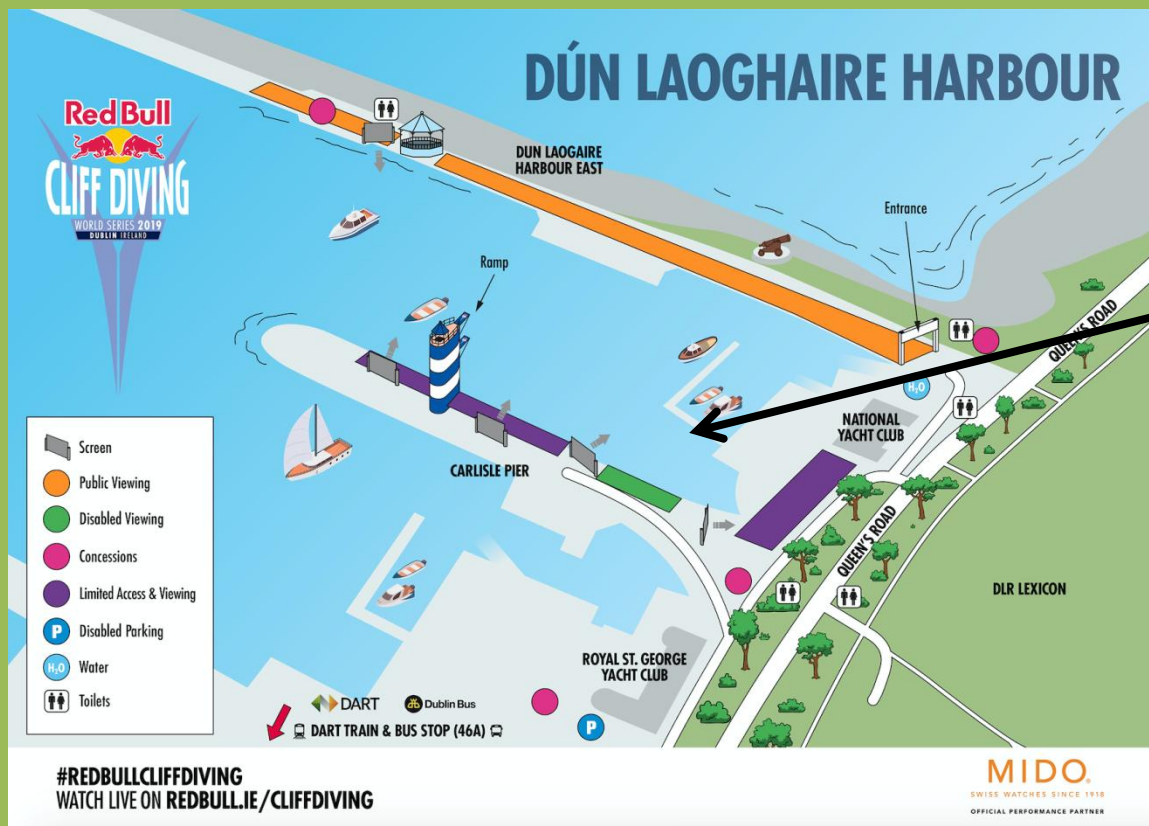 DÚN LAOGHAIRE HARBOUR
Red Bull
CLIFF DIVING
WORLD SERIES 2019
DUBLIN IRELAND
DUN LAOGAIRE
HARBOUR EAST
Entrance
Ramp
QUEEN'S ROAD
H₂O
NATIONAL
YACHT CLUB
CARLISLE PIER
QUEEN'S ROAD
DLR LEXICON
Screen
Public Viewing
Disabled Viewing
Concessions
Limited Access & Viewing
P Disabled Parking
H₂O Water
Toilets
ROYAL ST. GEORGE
YACHT CLUB
DART
Dublin Bus
DART TRAIN & BUS STOP (46A)
P
#REDBULLCLIFFDIVING
WATCH LIVE ON REDBULL.IE/CLIFFDIVING
MIDO
SWISS WATCHES SINCE 1918
OFFICIAL PERFORMANCE PARTNER